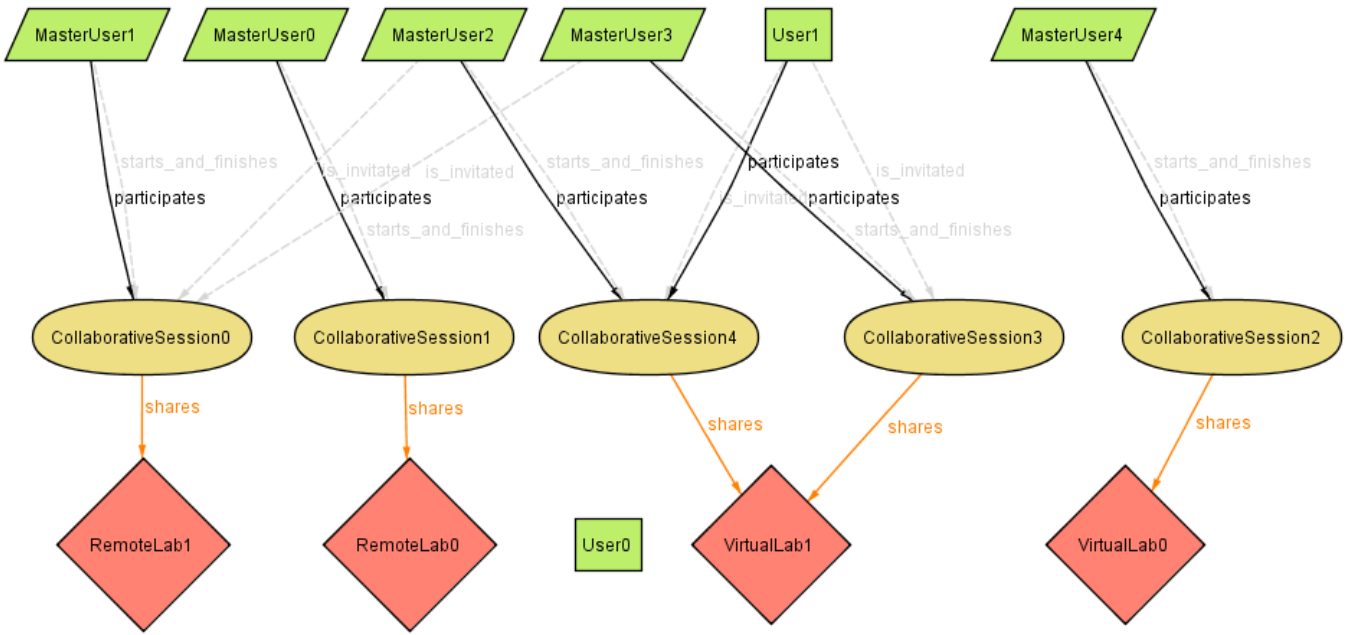 MasterUser1
MasterUser0
MasterUser2
MasterUser3
User1
MasterUser4
starts_and_finishes
is_invitated
is_invitated
starts_and_finishes
participates
is_invitated
starts_and_finishes
participates
participates
participates
is_invitated
participates
participates
starts_and_finishes
starts_and_finishes
CollaborativeSession0
CollaborativeSession1
CollaborativeSession4
CollaborativeSession3
CollaborativeSession2
shares
shares
shares
shares
shares
RemoteLab1
RemoteLab0
User0
VirtualLab1
VirtualLab0